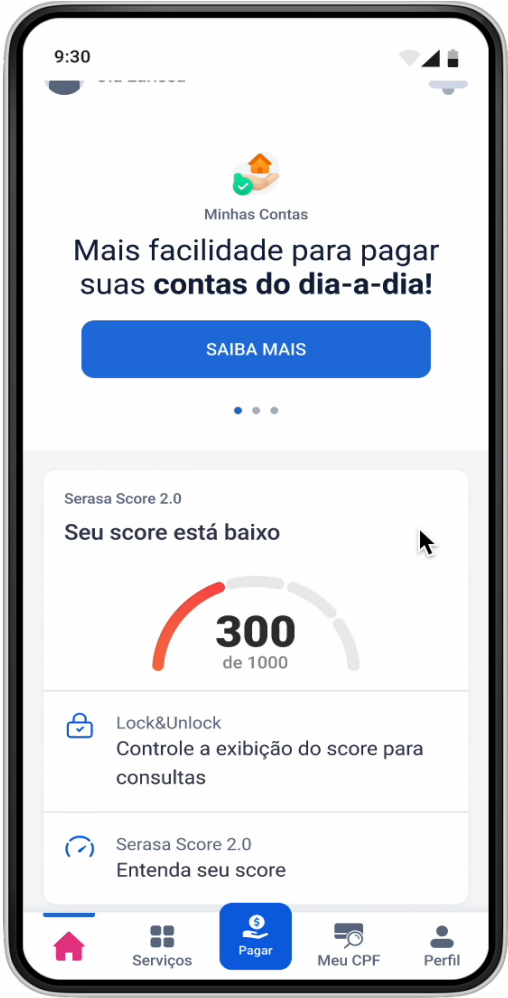 9:30
Minhas Contas
Mais facilidade para pagar
suas contas do dia-a-dia!
SAIBA MAIS
Serasa Score 2.0
Seu score está baixo
300
de 1000
Lock&Unlock
Controle a exibição do score para
consultas
Serasa Score 2.0
Entenda seu score
Serviços
Pagar
Meu CPF
Perfil